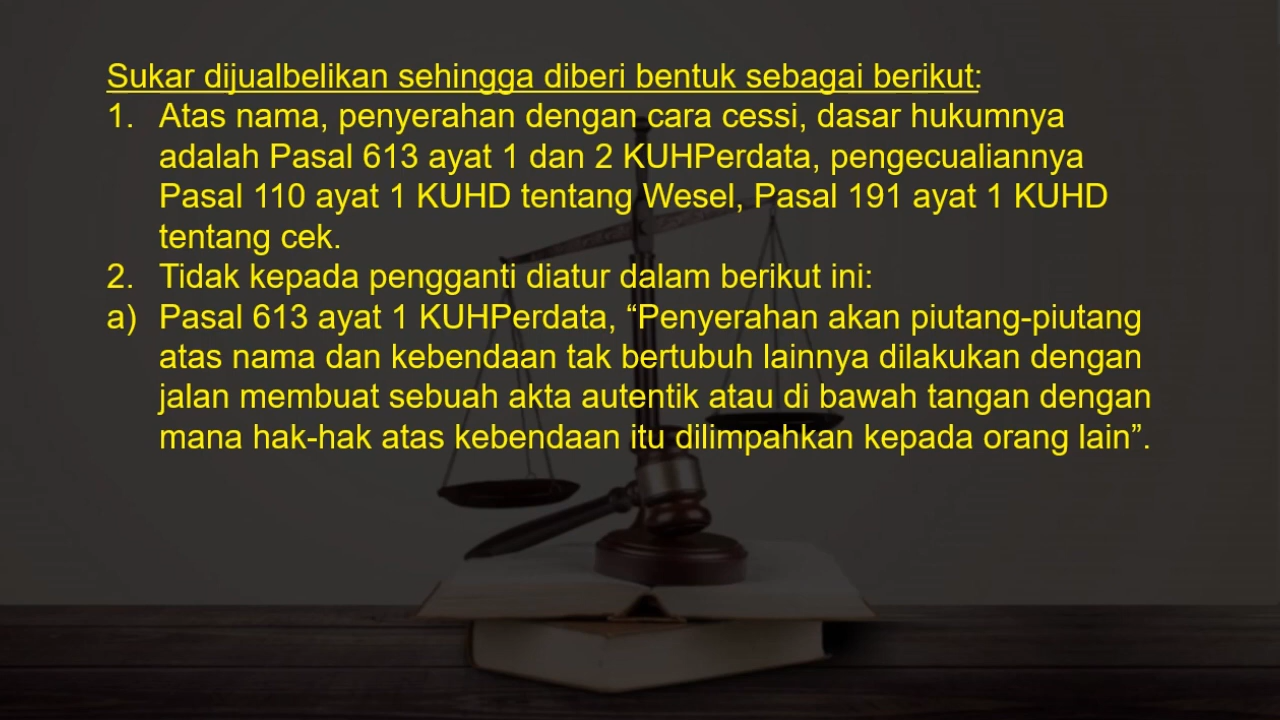 Sukar dijualbelikan sehingga diberi bentuk sebagai berikut:
1. Atas nama, penyerahan dengan cara cessi, dasar hukumnya
adalah Pasal 613 ayat 1 dan 2 KUHPerdata, pengecualiannya
Pasal 110 ayat 1 KUHD tentang Wesel, Pasal 191 ayat 1 KUHD
tentang cek.
2. Tidak kepada pengganti diatur dalam berikut ini:
a) Pasal 613 ayat 1 KUHPerdata, “Penyerahan akan piutang-piutang
atas nama dan kebendaan tak bertubuh lainnya dilakukan dengan
jalan membuat sebuah akta autentik atau di bawah tangan dengan
mana hak-hak atas kebendaan itu dilimpahkan kepada orang lain”.